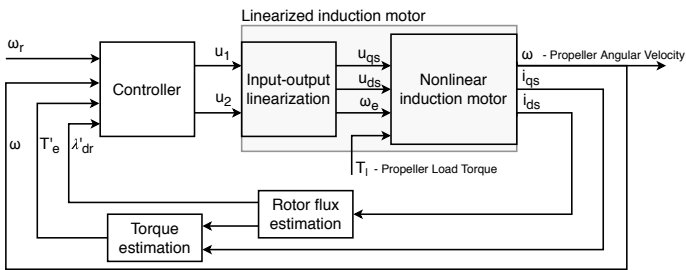 Linearized induction motor
ω_r
Controller
u_1
u_2
Input-output
linearization
u_qs
u_ds
ω_e
Nonlinear
induction motor
ω - Propeller Angular Velocity
i_qs
i_ds
ω
T'_e
λ'_dr
T_l - Propeller Load Torque
Rotor flux
estimation
Torque
estimation